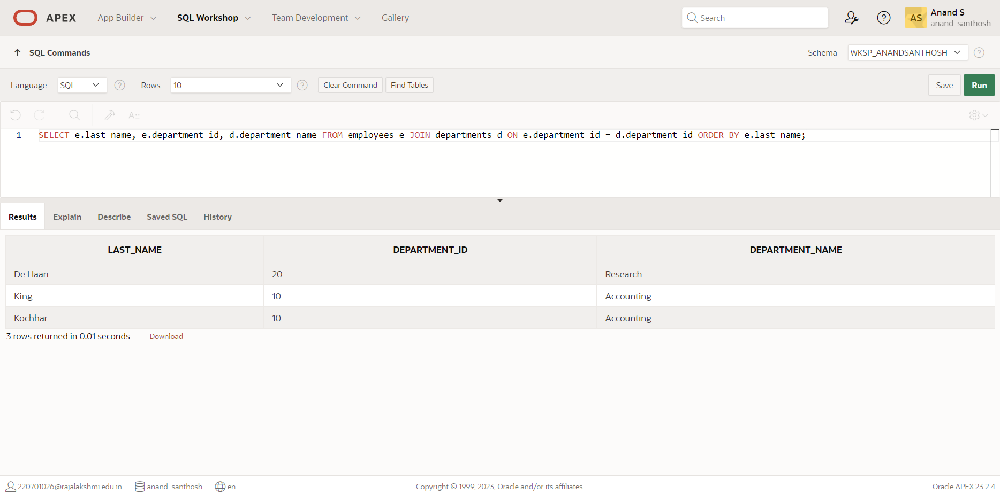 APEX App Builder SQL Workshop Team Development Gallery Search ? AS Anand S
anand_santhosh
SQL Commands Schema WKSP_ANANDSANTHOSH ?
Language SQL ? Rows 10 ? Clear Command Find Tables Save Run
A::
1 SELECT e.last_name, e.department_id, d.department_name FROM employees e JOIN departments d ON e.department_id = d.department_id ORDER BY e.last_name;
Results Explain Describe Saved SQL History
LAST_NAME DEPARTMENT_ID DEPARTMENT_NAME
De Haan 20 Research
King 10 Accounting
Kochhar 10 Accounting
3 rows returned in 0.01 seconds Download
220701026@rajalakshmi.edu.in anand_santhosh en Copyright © 1999, 2023, Oracle and/or its affiliates. Oracle APEX 23.2.4